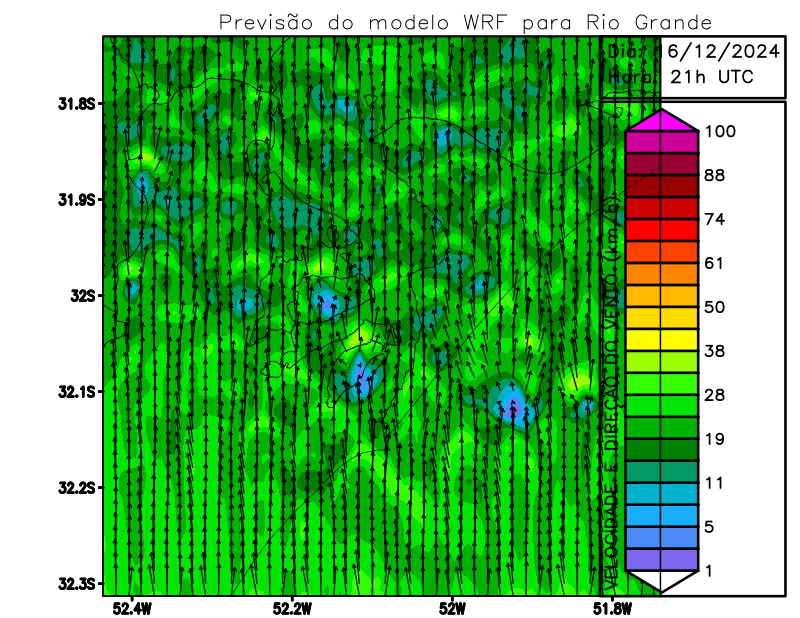 Previsão do modelo WRF para Rio Grande
Dia: 16/12/2024
Hora: 21h UTC
31.8S
31.9S
32S
32.1S
32.2S
32.3S
52.4W
52.2W
52W
51.8W
VELOCIDADE E DIREÇÃO DO VENTO (km/h)
100
88
74
61
50
38
28
19
11
5
1